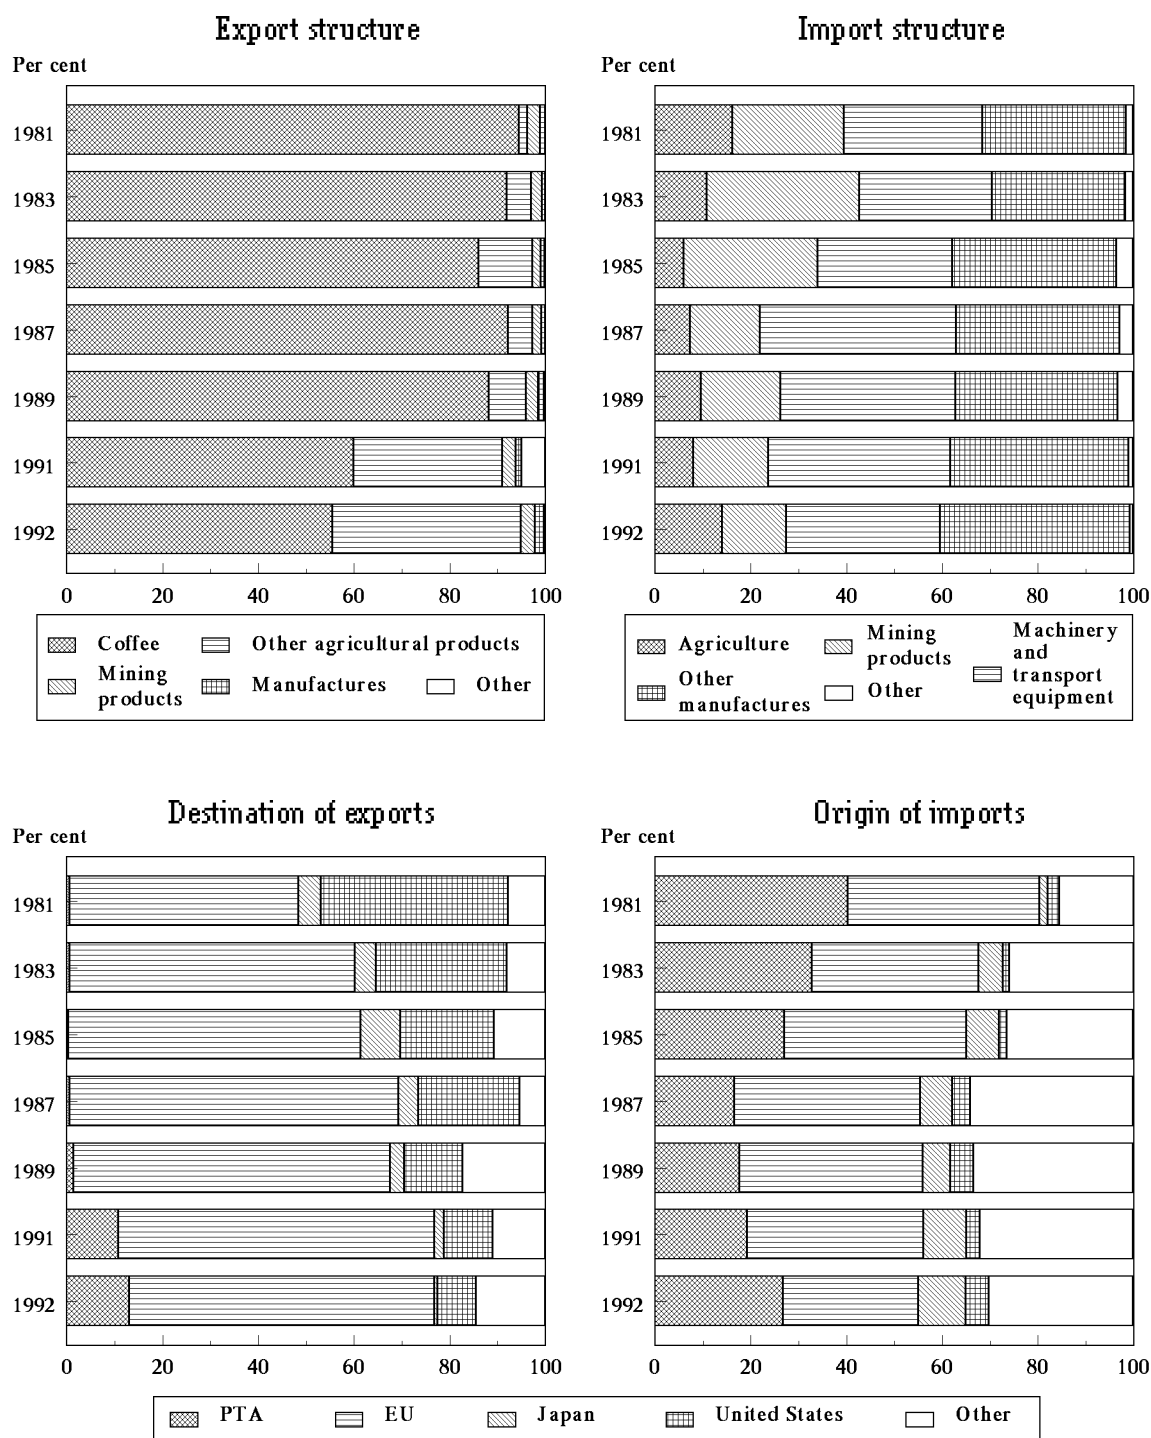 Export structure
Per cent
1981
1983
1985
1987
1989
1991
1992
0 20 40 60 80 100
Coffee
Other agricultural products
Mining
products
Manufactures
Other
Import structure
Per cent
1981
1983
1985
1987
1989
1991
1992
0 20 40 60 80 100
Agriculture
Mining
products
Machinery
and
transport
equipment
Other
manufactures
Other
Destination of exports
Per cent
1981
1983
1985
1987
1989
1991
1992
0 20 40 60 80 100
Origin of imports
1981
1983
1985
1987
1989
1991
1992
Per cent
0 20 40 60 80 100
PTA EU Japan United States Other